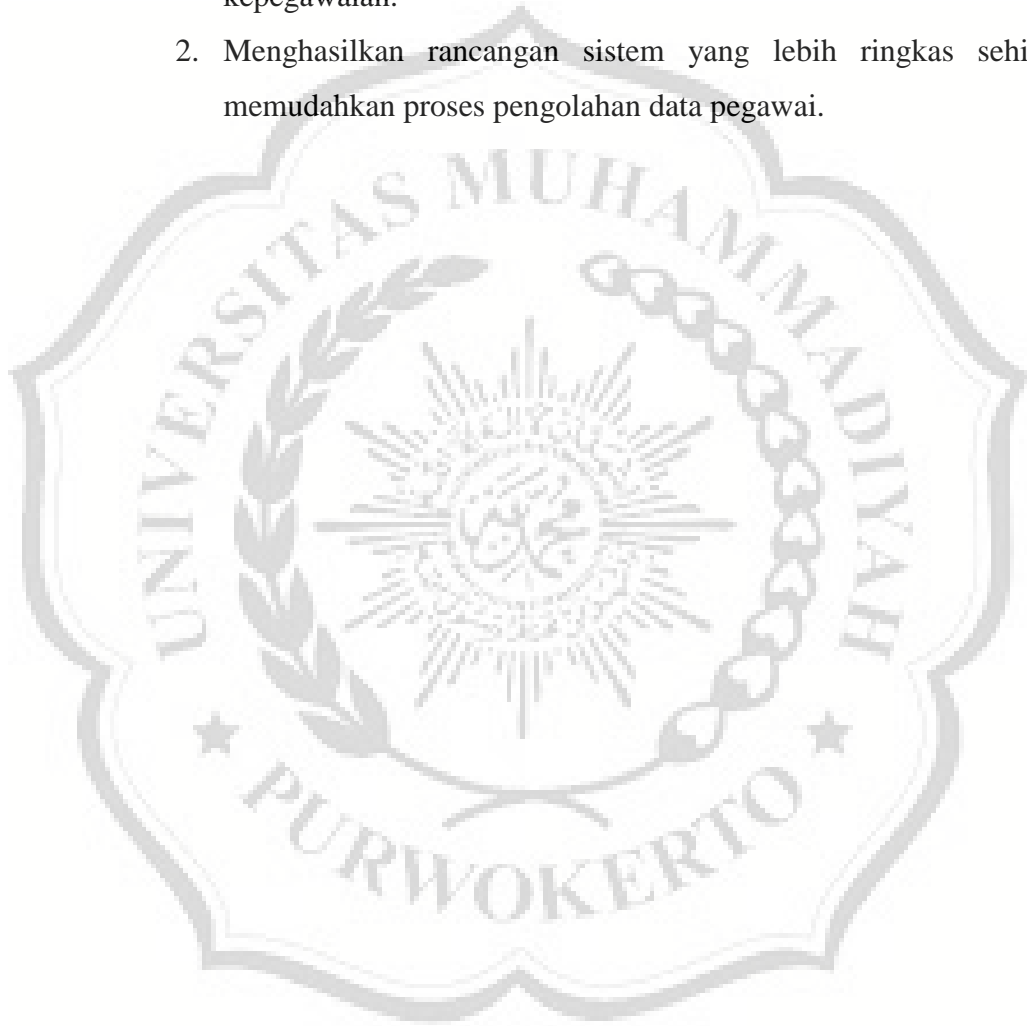 kepegawaian.
2. Menghasilkan rancangan sistem yang lebih ringkas sehi
memudahkan proses pengolahan data pegawai.
UNIVERSITAS MUHAMMADIYAH
PURWOKERTO